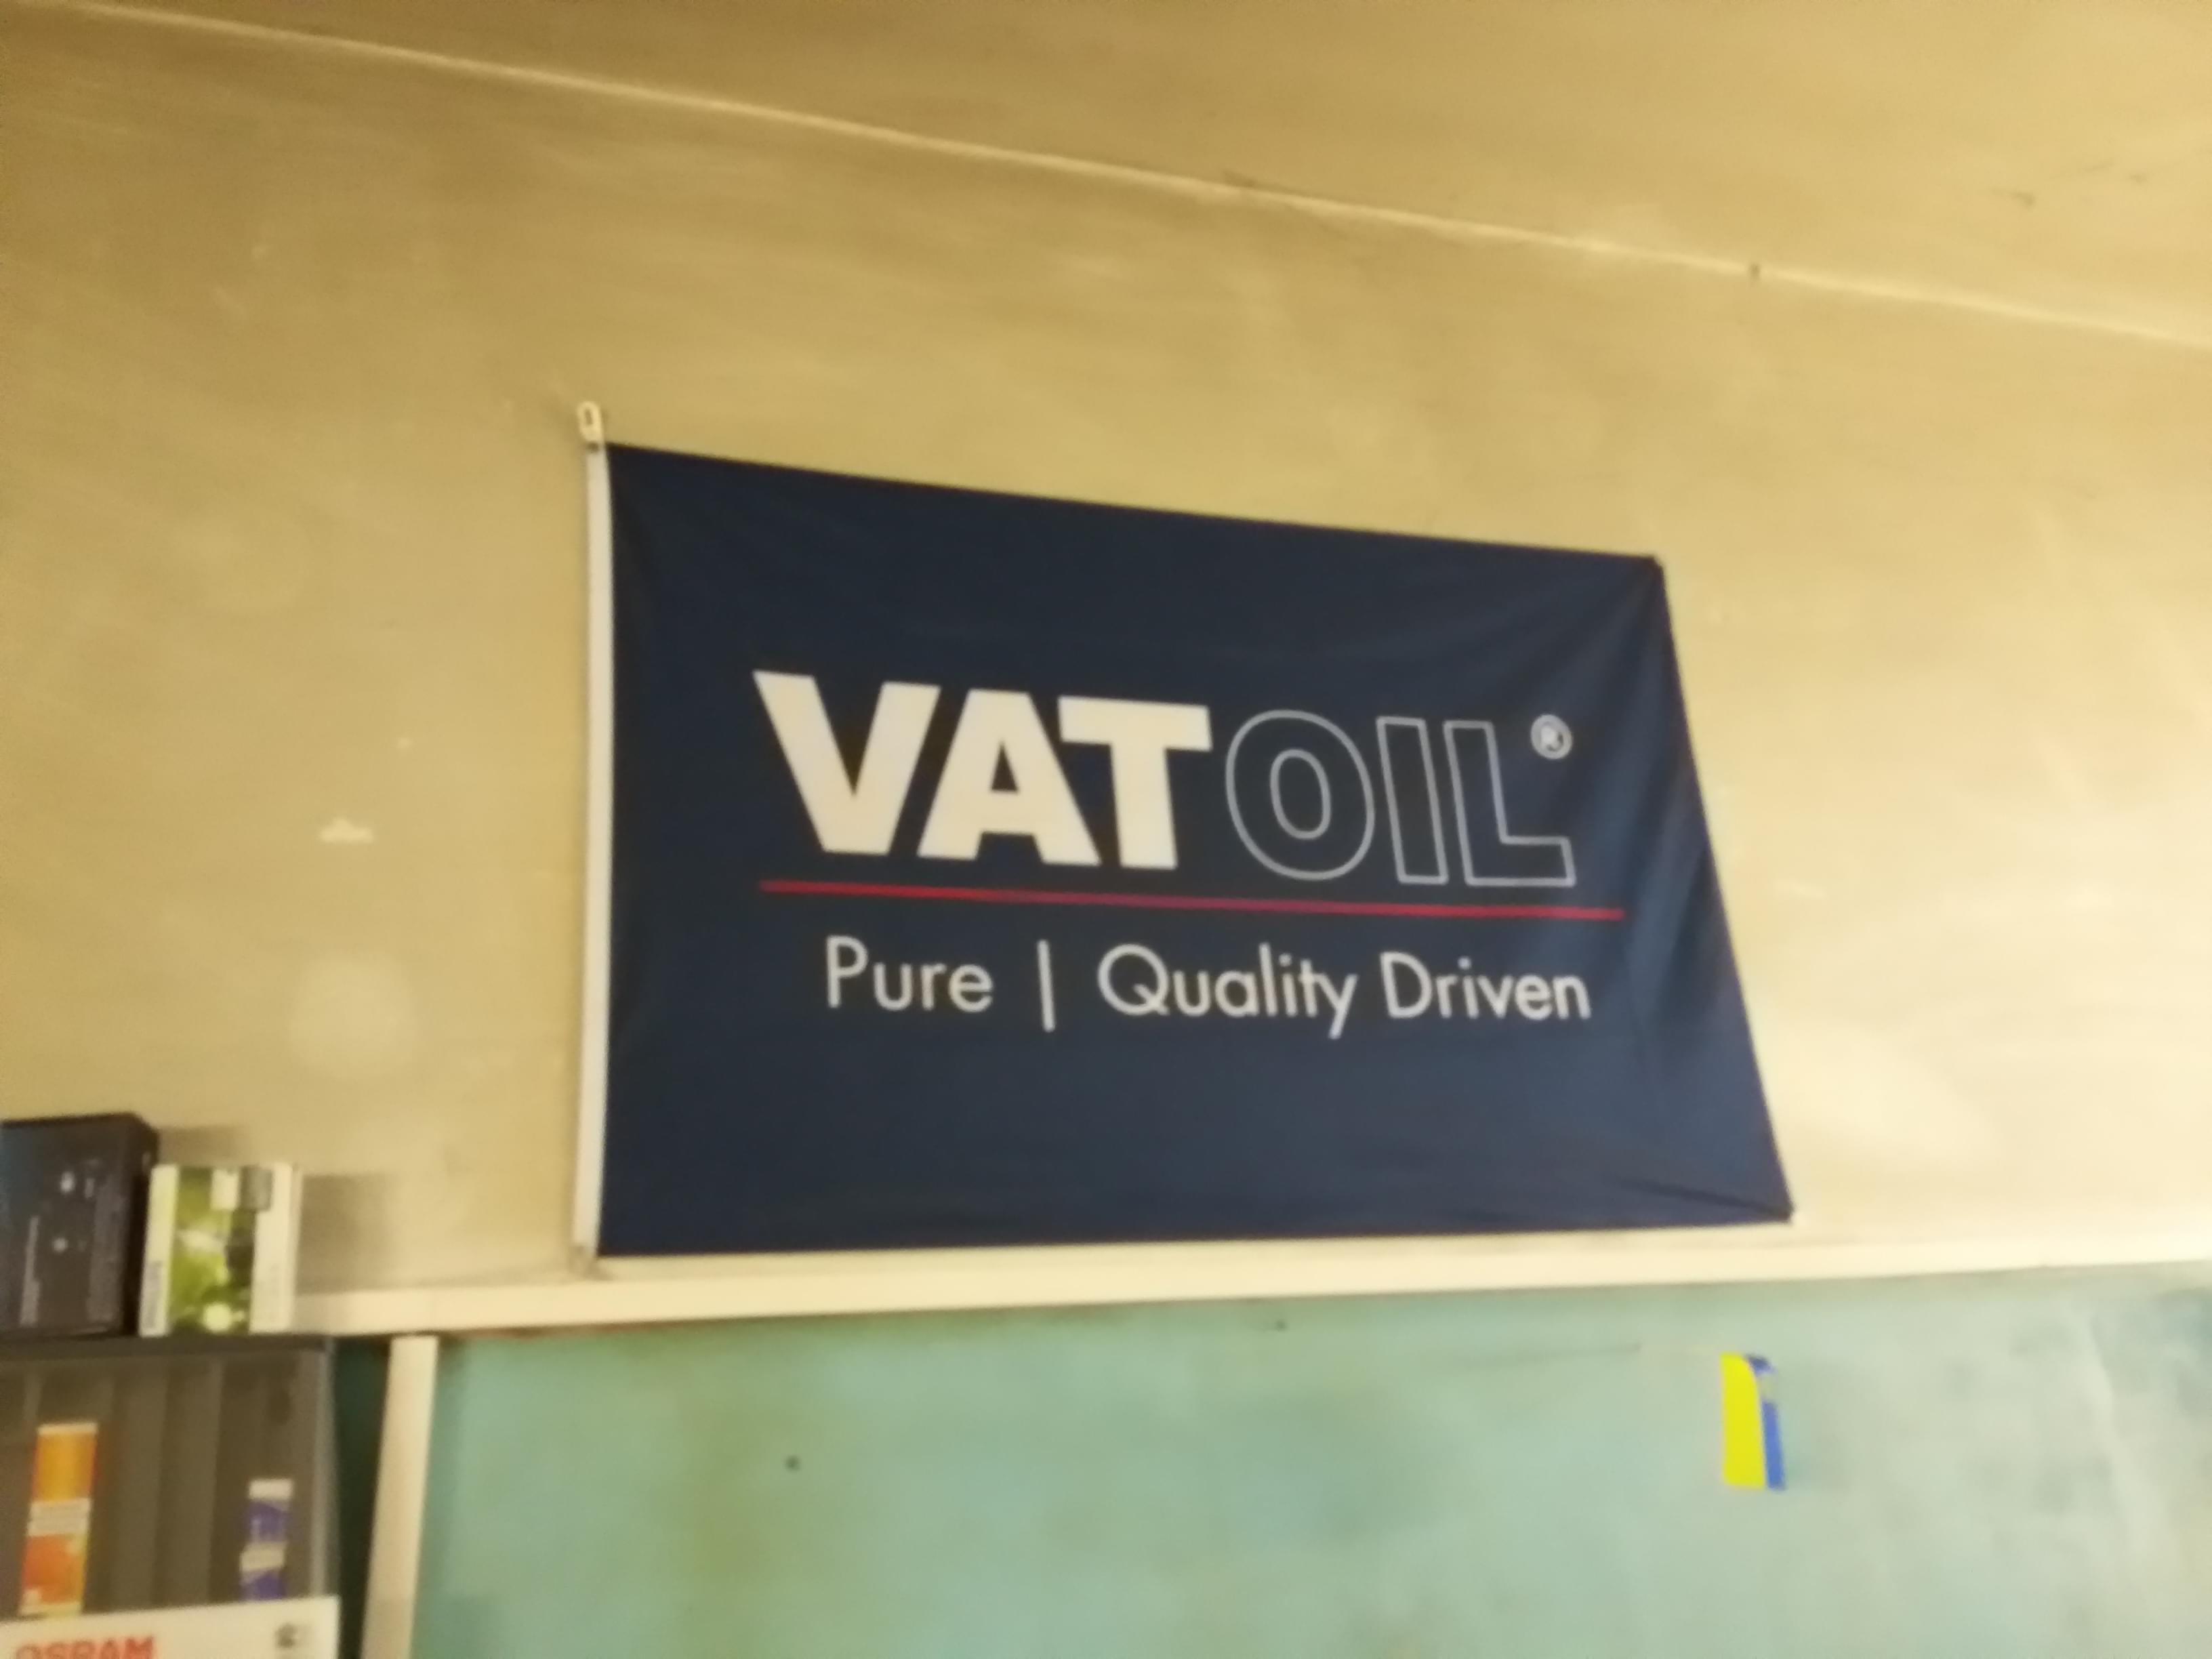 VATOIL®
Pure | Quality Driven
OSRAM